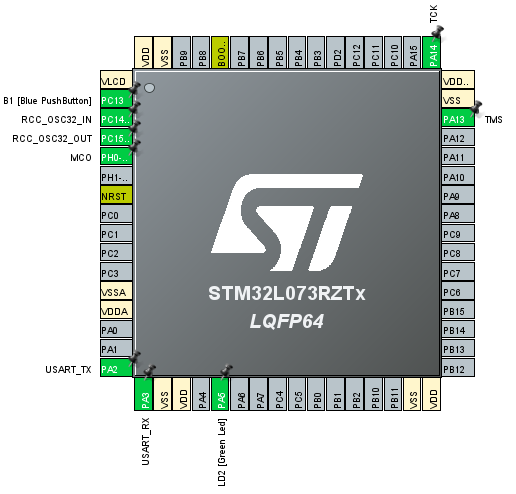 TCK
VDD
VSS
PB9
PB8
BOO..
PB7
PB6
PB5
PB4
PB3
PD2
PC12
PC11
PC10
PA15
PA14
VLCD
B1 [Blue PushButton]
PC13
RCC_OSC32_IN
PC14..
RCC_OSC32_OUT
PC15..
MCO
PH0-..
PH1-..
NRST
PC0
PC1
PC2
PC3
VSSA
VDDA
PA0
PA1
USART_TX
PA2
ST
STM32L073RZTx
LQFP64
VDD..
VSS
PA13
TMS
PA12
PA11
PA10
PA9
PA8
PC9
PC8
PC7
PC6
PB15
PB14
PB13
PB12
PA3
VSS
VDD
PA4
PA5
PA6
PA7
PC4
PC5
PB0
PB1
PB2
PB10
PB11
VSS
VDD
USART_RX
LD2 [Green Led]